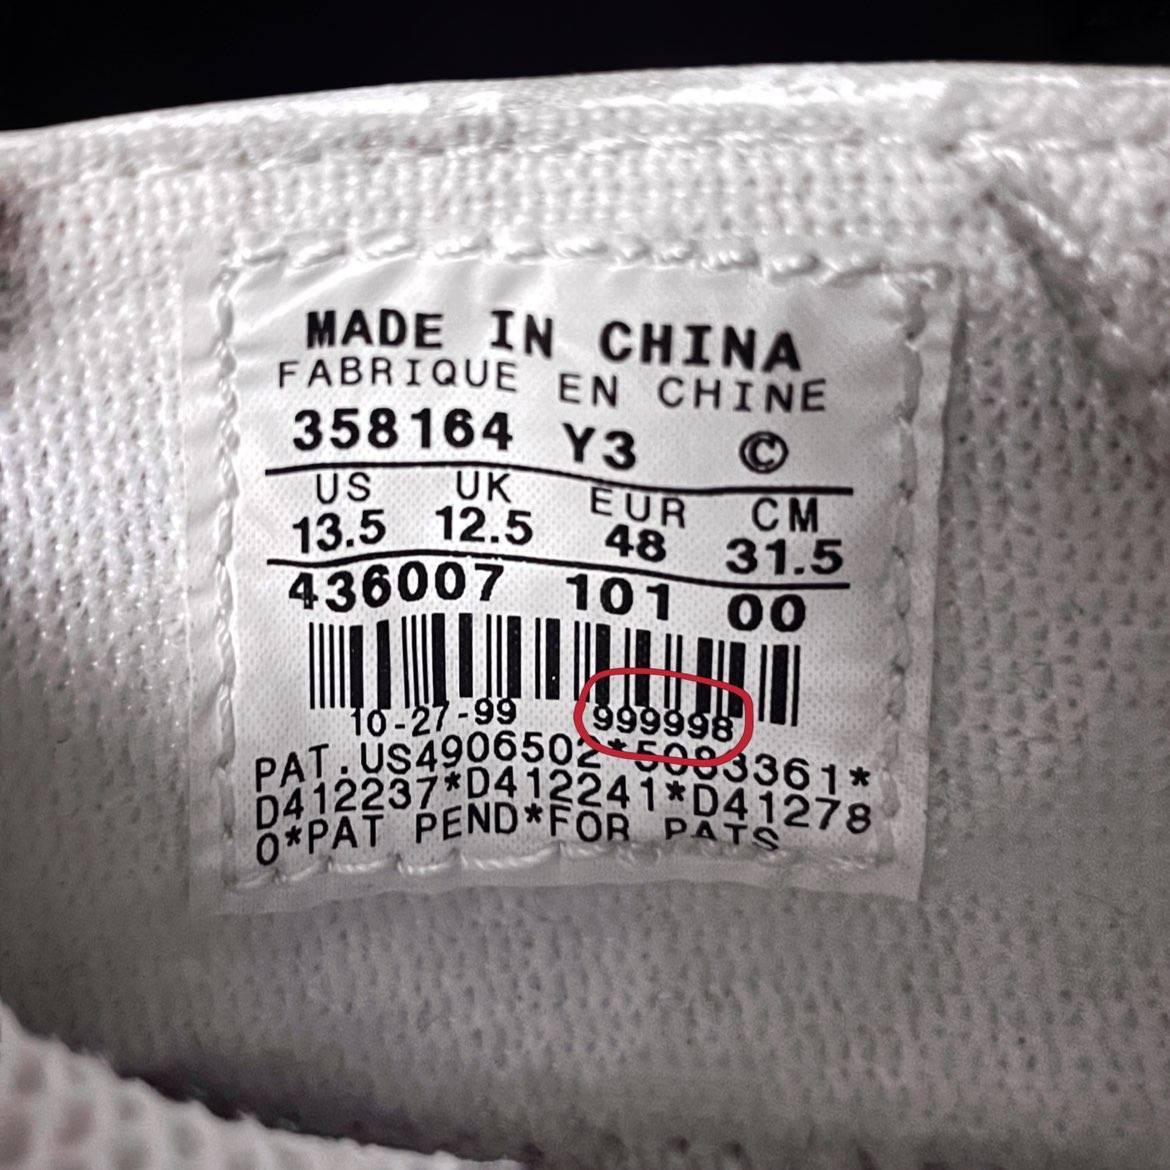 MADE IN CHINA
FABRIQUE EN CHINE
358164 Y3 ©
US UK EUR CM
13.5 12.5 48 31.5
436007 101 00
10-27-99 999998
PAT.US4906502*5083361*
D412237*D412241*D41278
0*PAT PEND*FOR PATS